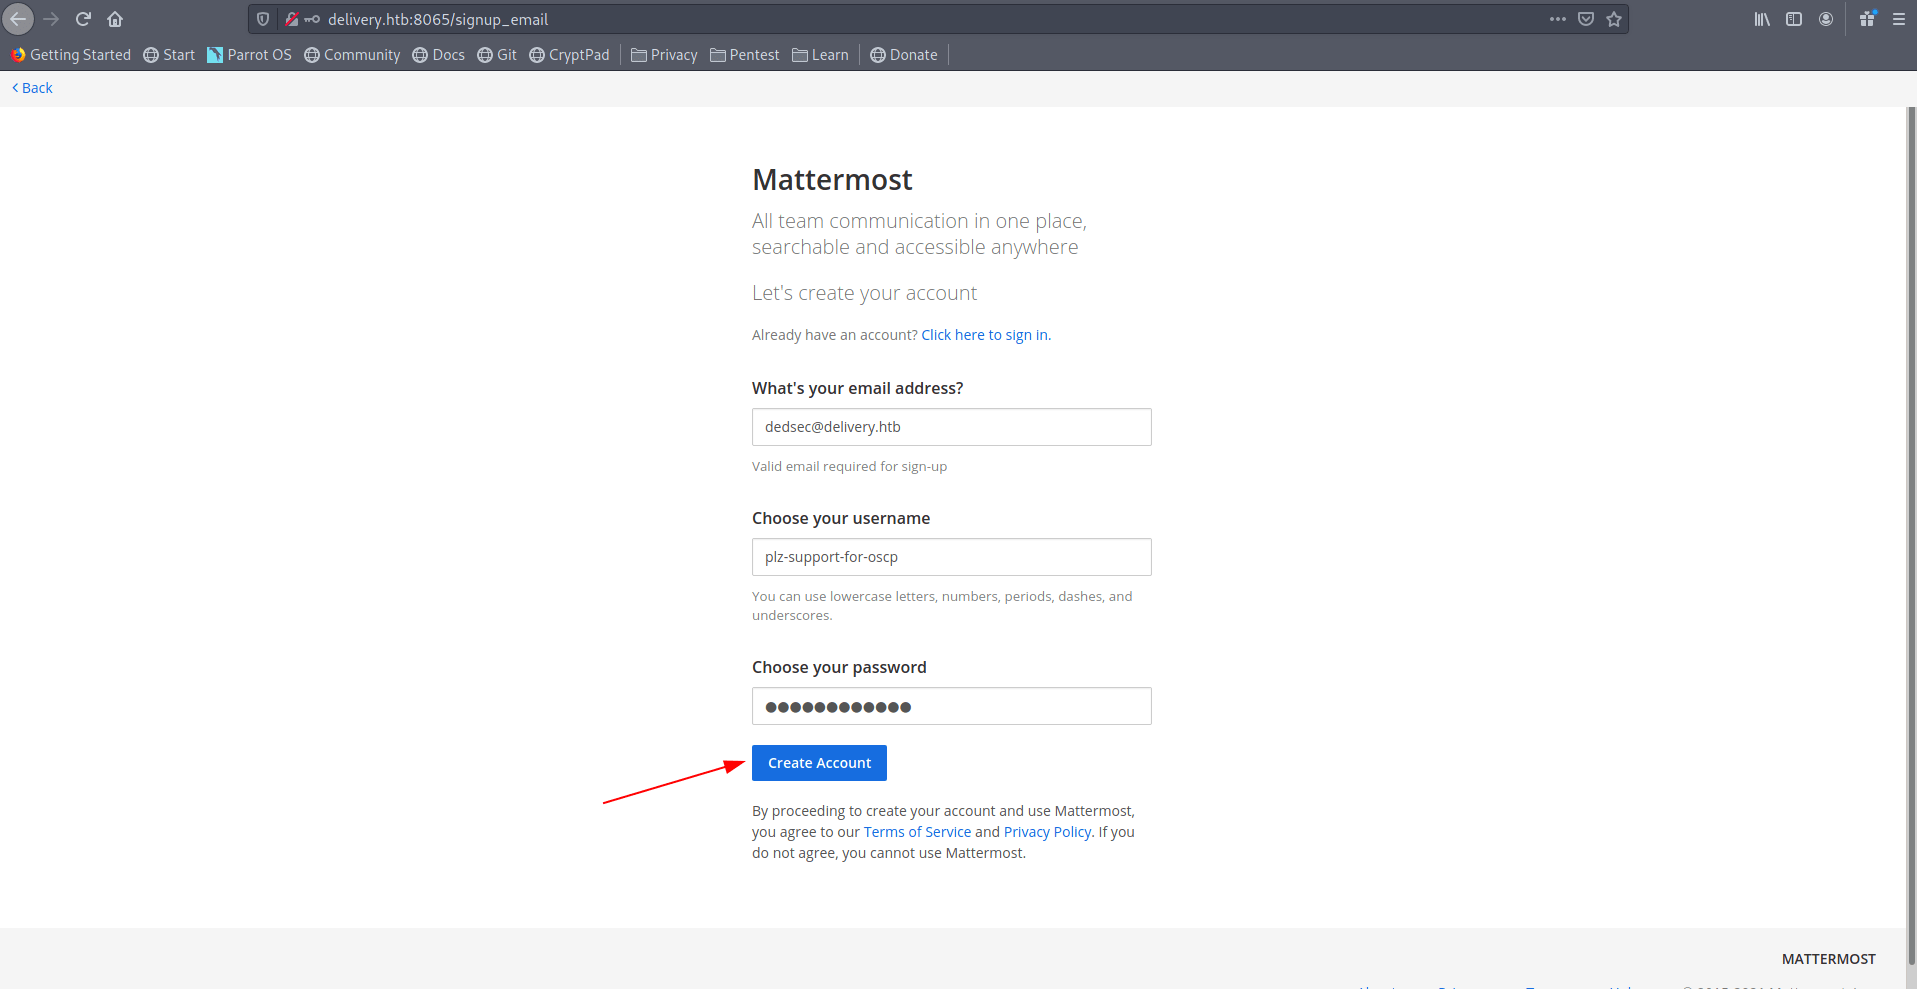 delivery.htb:8065/signup_email
Getting Started Start Parrot OS Community Docs Git CryptPad Privacy Pentest Learn Donate
Back
Mattermost
All team communication in one place,
searchable and accessible anywhere
Let's create your account
Already have an account? Click here to sign in.
What's your email address?
dedsec@delivery.htb
Valid email required for sign-up
Choose your username
plz-support-for-oscp
You can use lowercase letters, numbers, periods, dashes, and
underscores.
Choose your password
●●●●●●●●●●●●
Create Account
By proceeding to create your account and use Mattermost,
you agree to our Terms of Service and Privacy Policy. If you
do not agree, you cannot use Mattermost.
MATTERMOST